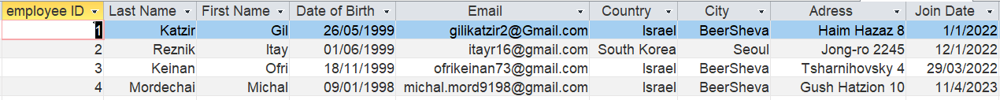 employee ID Last Name First Name Date of Birth Email Country City Adress Join Date
1 Katzir Gil 26/05/1999 gilikatzir2@Gmail.com Israel BeerSheva Haim Hazaz 8 1/1/2022
2 Reznik Itay 01/06/1999 itayr16@gmail.com South Korea Seoul Jong-ro 2245 12/1/2022
3 Keinan Ofri 18/11/1999 ofrikeinan73@gmail.com Israel BeerSheva Tsharnihovsky 4 29/03/2022
4 Mordechai Michal 09/01/1998 michal.mord9198@gmail.com Israel BeerSheva Gush Hatzion 10 11/4/2023